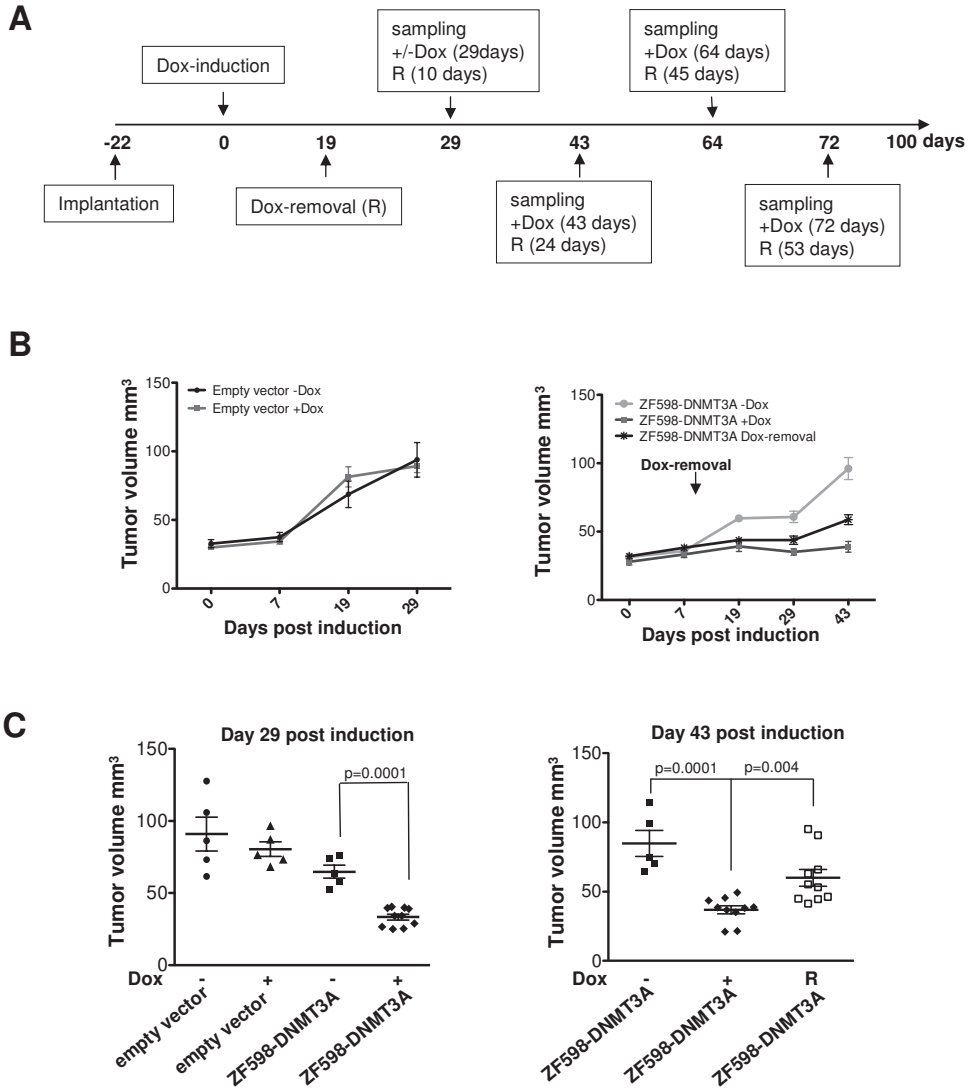 A
Dox-induction
sampling
+/-Dox (29days)
R (10 days)
sampling
+Dox (64 days)
R (45 days)
-22 0 19 29 43 64 72 100 days
Implantation
Dox-removal (R)
sampling
+Dox (43 days)
R (24 days)
sampling
+Dox (72 days)
R (53 days)
B
Tumor volume mm³
150
100
50
0
Empty vector -Dox
Empty vector +Dox
0 7 19 29
Days post induction
Tumor volume mm³
150
100
50
0
ZF598-DNMT3A -Dox
ZF598-DNMT3A +Dox
ZF598-DNMT3A Dox-removal
Dox-removal
0 7 19 29 43
Days post induction
C
Day 29 post induction
Tumor volume mm³
150
100
50
0
p=0.0001
Dox - + - +
empty vector
empty vector
ZF598-DNMT3A
ZF598-DNMT3A
Day 43 post induction
Tumor volume mm³
150
100
50
0
p=0.0001 p=0.004
Dox - + R
ZF598-DNMT3A
ZF598-DNMT3A
ZF598-DNMT3A